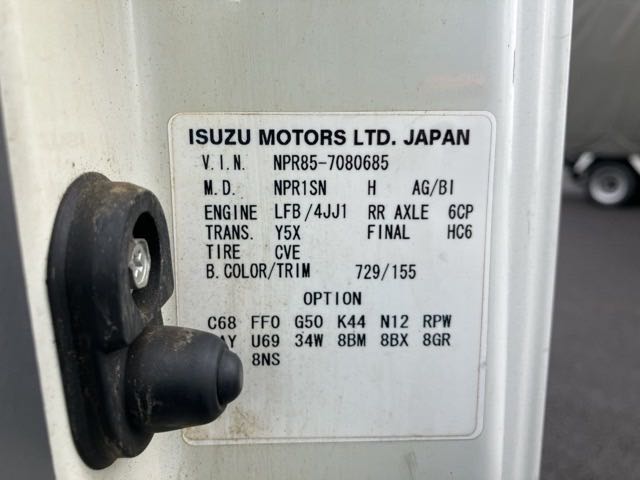 ISUZU MOTORS LTD. JAPAN
V.I.N. NPR85-7080685
M.D. NPR1SN H AG/BI
ENGINE LFB/4JJ1 RR AXLE 6CP
TRANS. Y5X FINAL HC6
TIRE CVE
B.COLOR/TRIM 729/155
OPTION
C68 FF0 G50 K44 N12 RPW
U69 34W 8BM 8BX 8GR
8NS